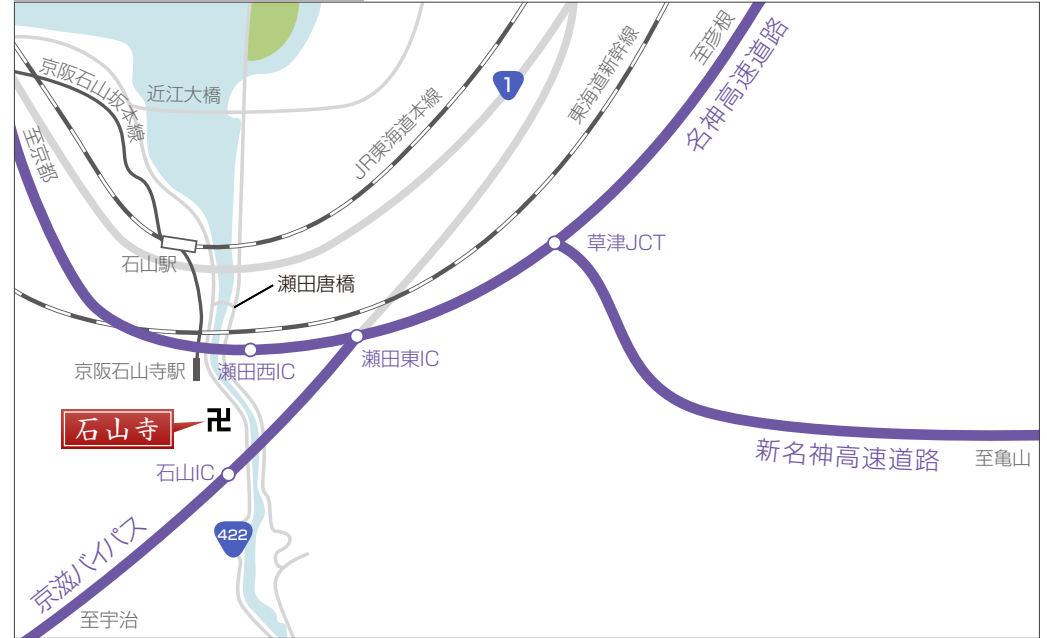 至彦根
名神高速道路
東海道新幹線
1
京阪石山坂本線
近江大橋
JR東海道本線
至京都
石山駅
草津JCT
瀬田唐橋
京阪石山寺駅
瀬田西IC
瀬田東IC
石山寺
卍
石山IC
新名神高速道路
至亀山
422
京滋バイパス
至宇治